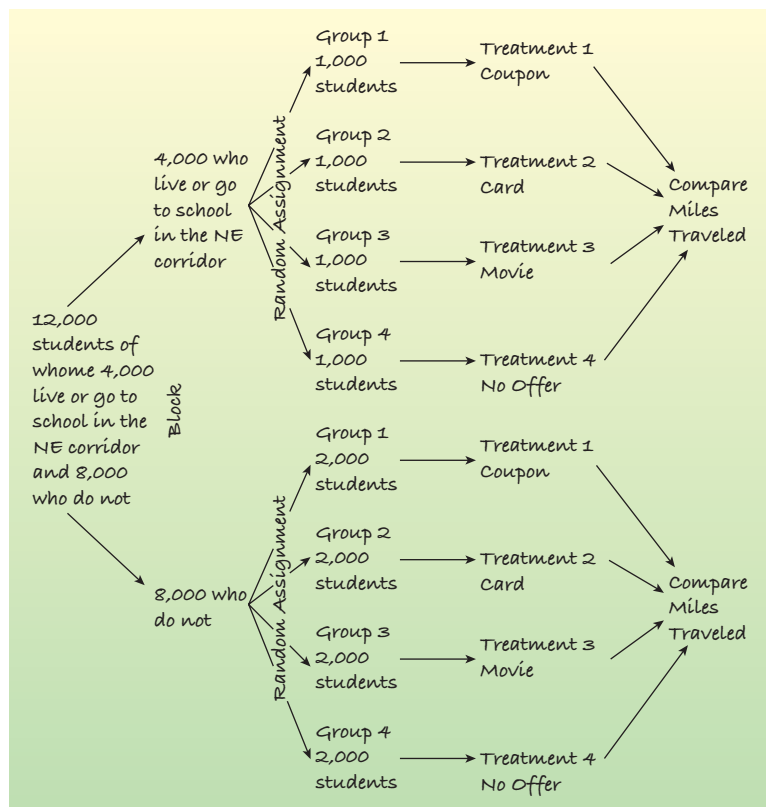 12,000
students of
whome 4,000
live or go to
school in the
NE corridor
and 8,000
who do not
Block
4,000 who
live or go
to school
in the NE
corridor
Random Assignment
Group 1
1,000
students
Treatment 1
Coupon
Group 2
1,000
students
Treatment 2
Card
Group 3
1,000
students
Treatment 3
Movie
Group 4
1,000
students
Treatment 4
No Offer
Compare
Miles
Traveled
8,000 who
do not
Random Assignment
Group 1
2,000
students
Treatment 1
Coupon
Group 2
2,000
students
Treatment 2
Card
Group 3
2,000
students
Treatment 3
Movie
Group 4
2,000
students
Treatment 4
No Offer
Compare
Miles
Traveled